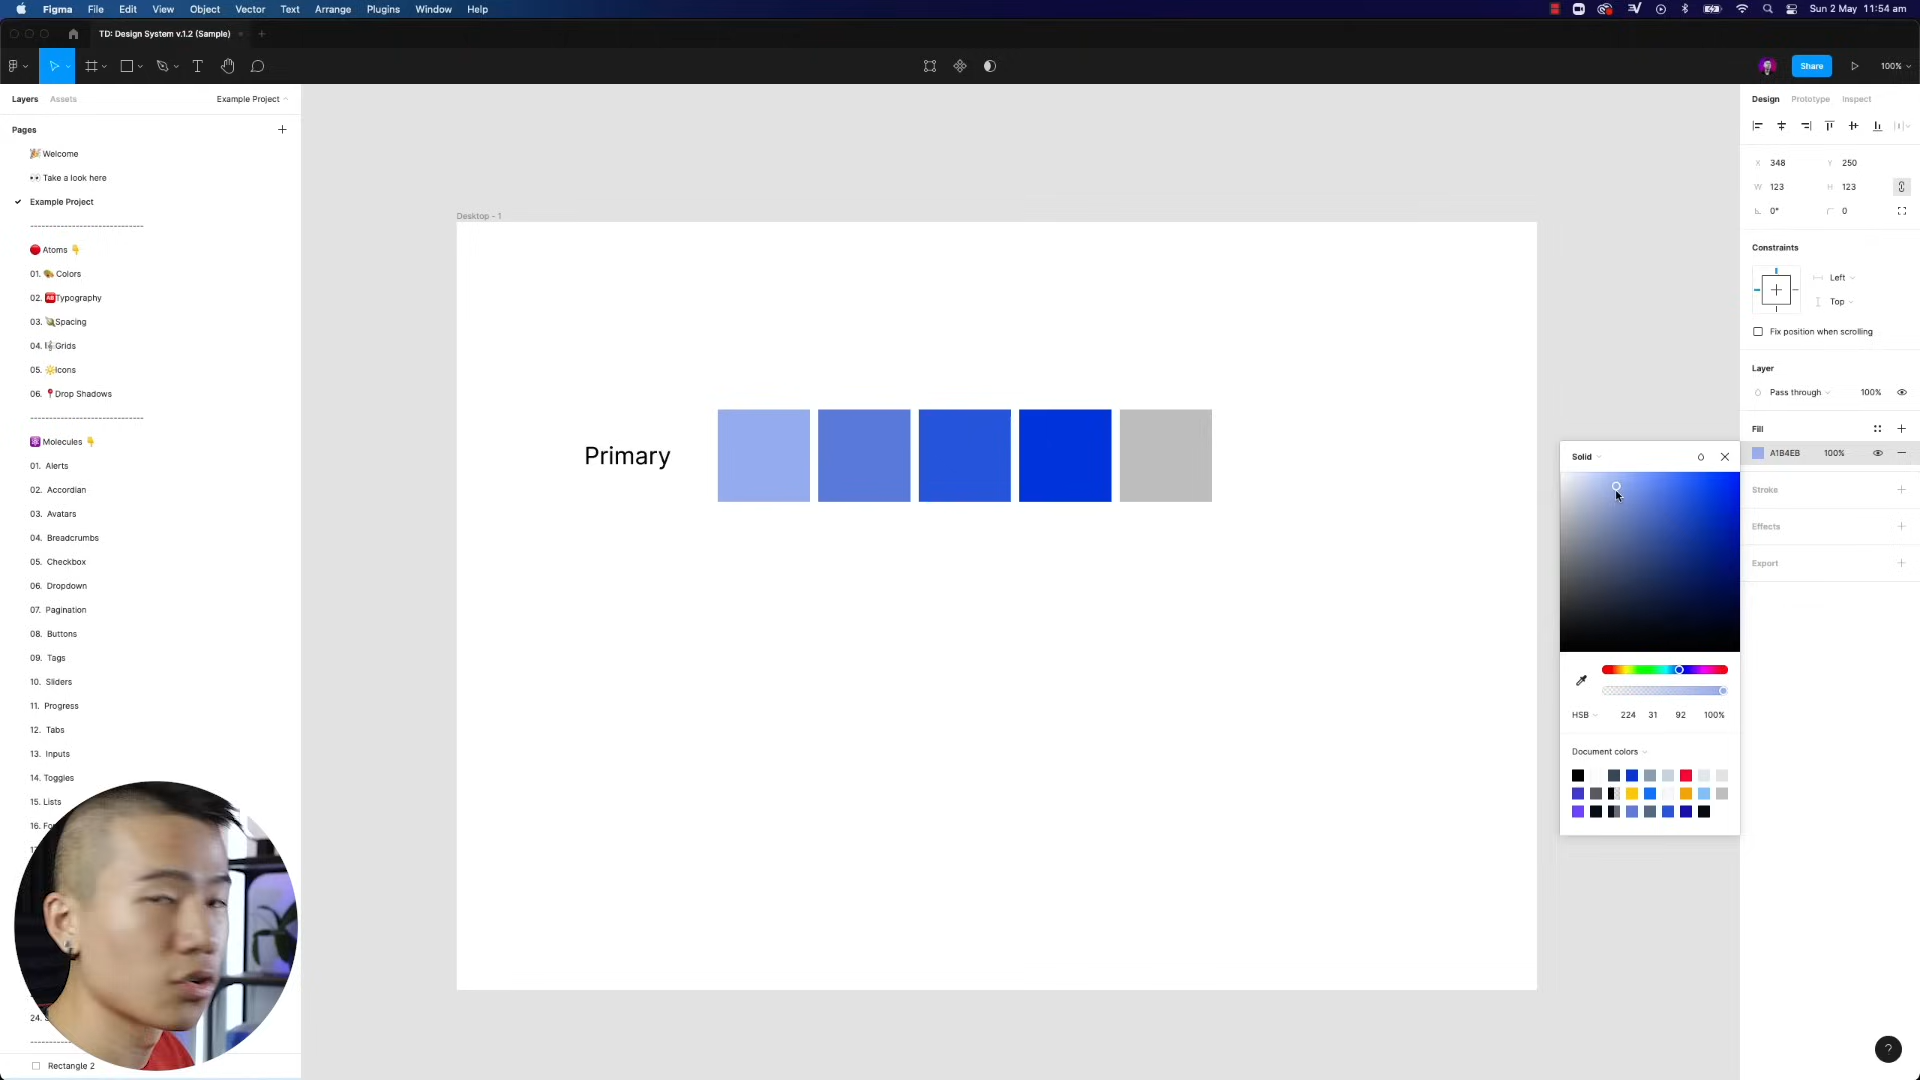 Figma File Edit View Object Vector Text Arrange Plugins Window Help
Sun 2 May 11:54 am
TD: Design System v.1.2 (Sample)
Share
100%
Layers Assets Example Project
Pages
Welcome
Take a look here
Example Project
------------------------------
Atoms
01. Colors
02. AB Typography
03. Spacing
04. Grids
05. Icons
06. Drop Shadows
------------------------------
Molecules
01. Alerts
02. Accordian
03. Avatars
04. Breadcrumbs
05. Checkbox
06. Dropdown
07. Pagination
08. Buttons
09. Tags
10. Sliders
11. Progress
12. Tabs
13. Inputs
14. Toggles
15. Lists
16.
24.
Rectangle 2
Desktop - 1
Primary
Solid
HSB 224 31 92 100%
Document colors
Design Prototype Inspect
X 348 Y 250
W 123 H 123
0° 0
Constraints
Left
Top
Fix position when scrolling
Layer
Pass through 100%
Fill
A1B4EB 100%
Stroke
Effects
Export
?